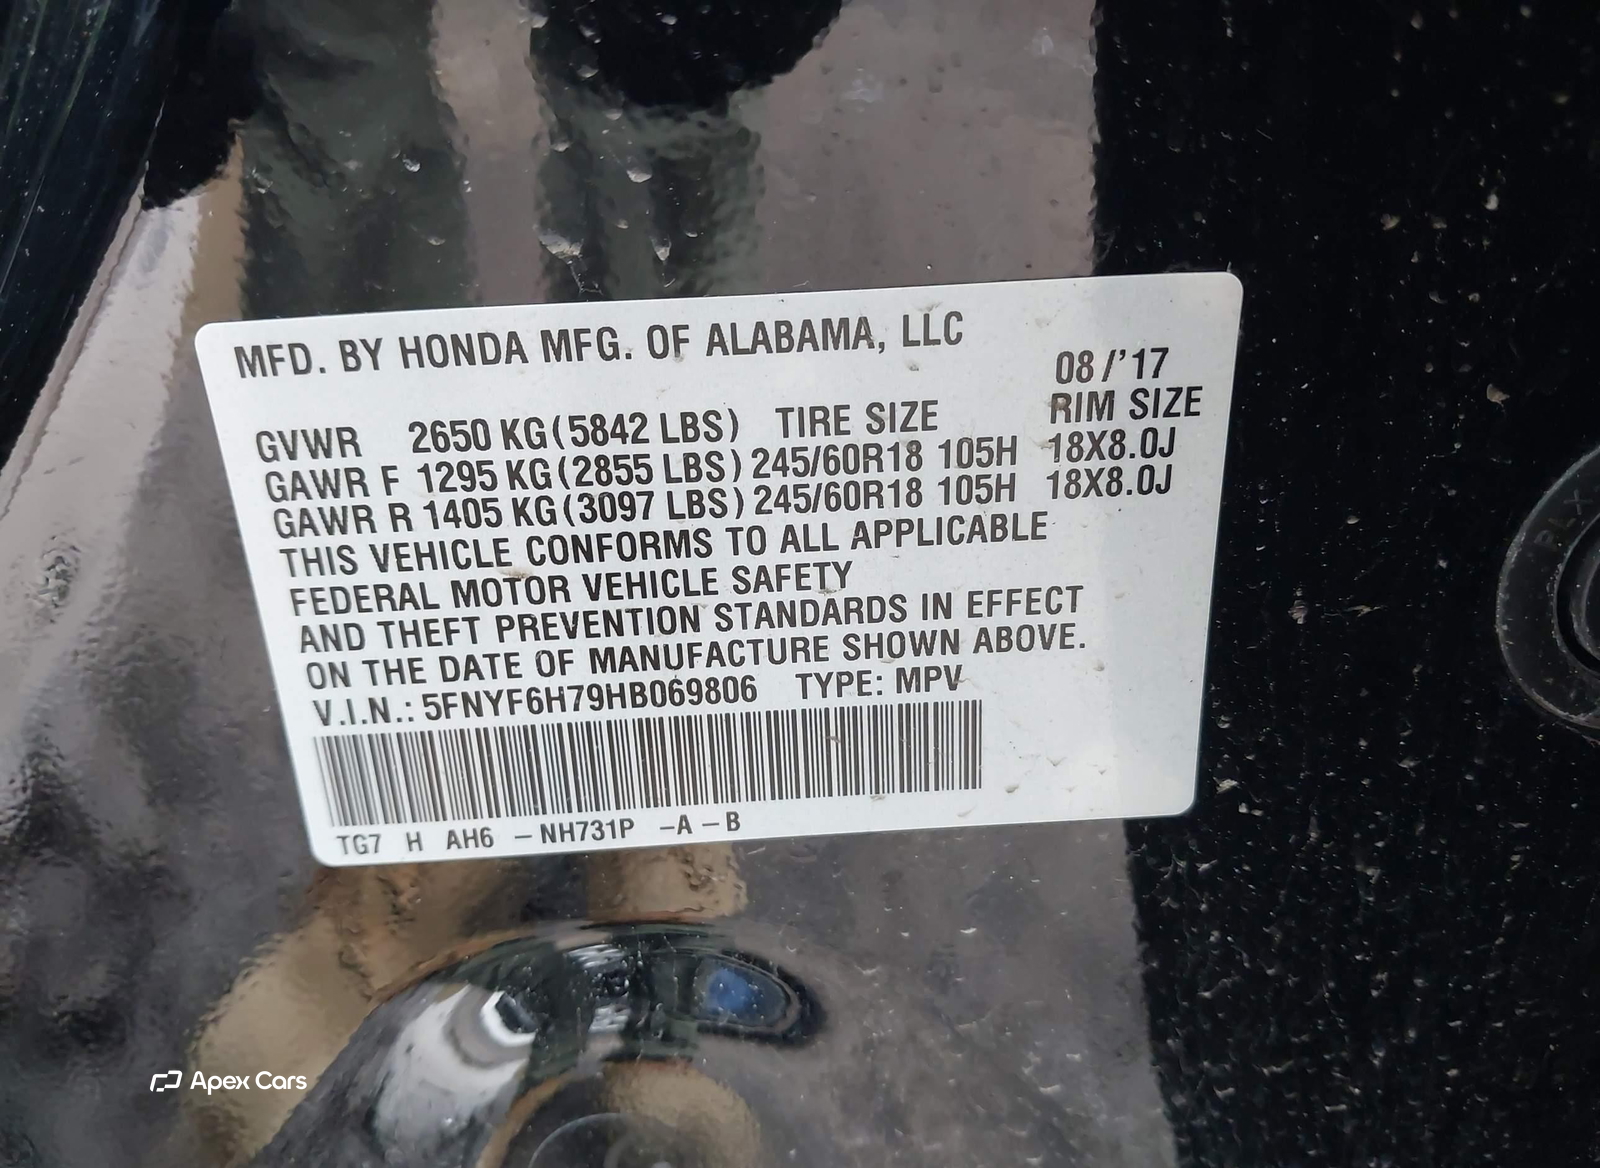 MFD. BY HONDA MFG. OF ALABAMA, LLC
08/'17
GVWR 2650 KG(5842 LBS) TIRE SIZE RIM SIZE
GAWR F 1295 KG(2855 LBS) 245/60R18 105H 18X8.0J
GAWR R 1405 KG(3097 LBS) 245/60R18 105H 18X8.0J
THIS VEHICLE CONFORMS TO ALL APPLICABLE
FEDERAL MOTOR VEHICLE SAFETY
AND THEFT PREVENTION STANDARDS IN EFFECT
ON THE DATE OF MANUFACTURE SHOWN ABOVE.
V.I.N.: 5FNYF6H79HB069806 TYPE: MPV
TG7 H AH6 -NH731P -A-B
Apex Cars